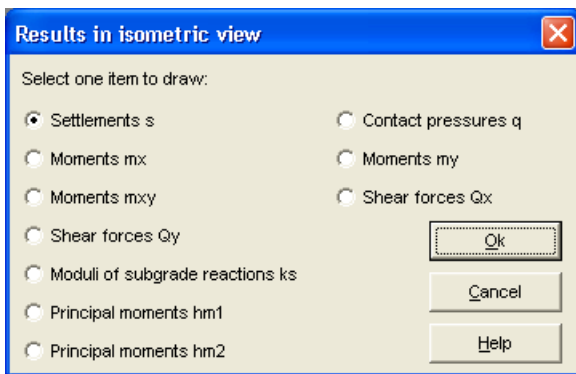 Results in isometric view
Select one item to draw:
Settlements s
Contact pressures q
Moments mx
Moments my
Moments mxy
Shear forces Qx
Shear forces Qy
Ok
Moduli of subgrade reactions ks
Cancel
Principal moments hm1
Principal moments hm2
Help